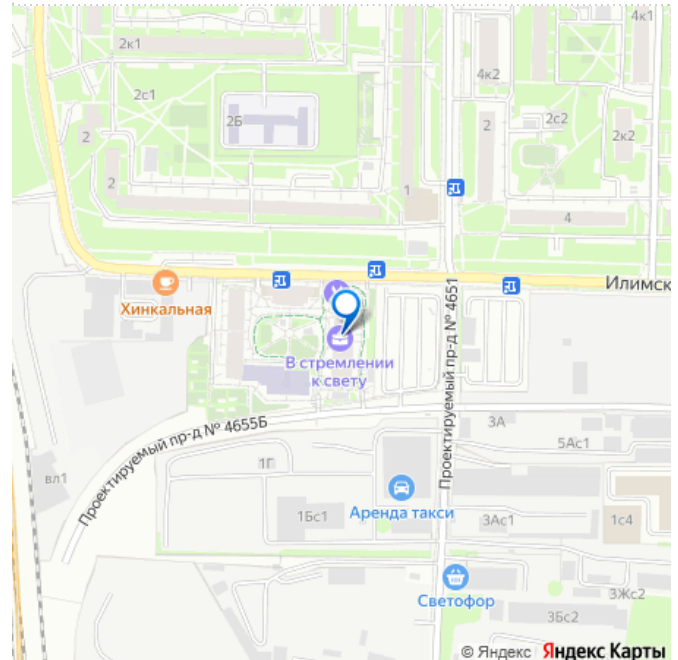 2к1
4к1
4к2
2с1
2Б
2с2
2
2
2к2
2
1
4
Илимск
Хинкальная
В стремлении
к свету
Проектируемый пр-д № 4651
Проектируемый пр-д № 4655Б
3А
5Ас1
1Г
вл1
Аренда такси
1Бс1
3Ас1
1с4
Светофор
3Жс2
3Бс2
© Яндекс Яндекс Карты